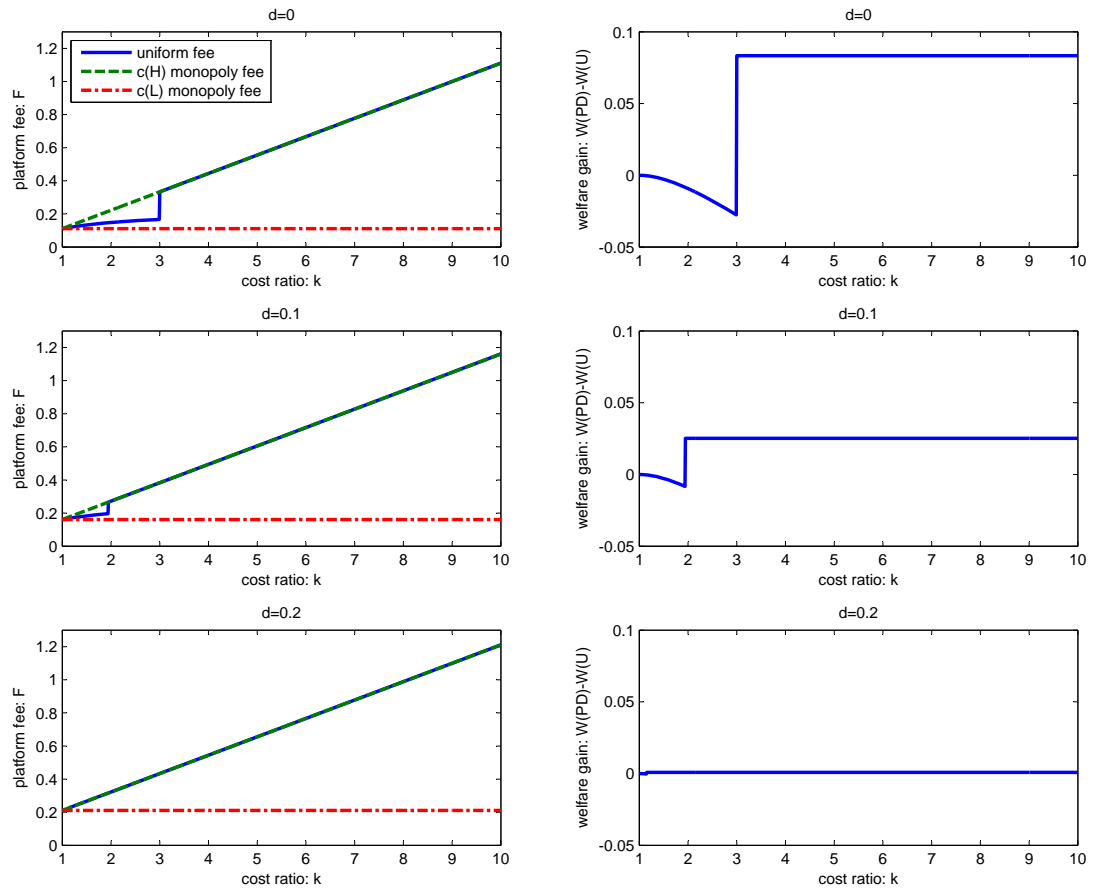 d=0
1.2
1
0.8
0.6
0.4
0.2
0
platform fee: F
uniform fee
c(H) monopoly fee
c(L) monopoly fee
1 2 3 4 5 6 7 8 9 10
cost ratio: k
d=0
0.1
0.05
0
-0.05
welfare gain: W(PD)-W(U)
1 2 3 4 5 6 7 8 9 10
cost ratio: k
d=0.1
1.2
1
0.8
0.6
0.4
0.2
0
platform fee: F
1 2 3 4 5 6 7 8 9 10
cost ratio: k
d=0.1
0.1
0.05
0
-0.05
welfare gain: W(PD)-W(U)
1 2 3 4 5 6 7 8 9 10
cost ratio: k
d=0.2
1.2
1
0.8
0.6
0.4
0.2
0
platform fee: F
1 2 3 4 5 6 7 8 9 10
cost ratio: k
d=0.2
0.1
0.05
0
-0.05
welfare gain: W(PD)-W(U)
1 2 3 4 5 6 7 8 9 10
cost ratio: k